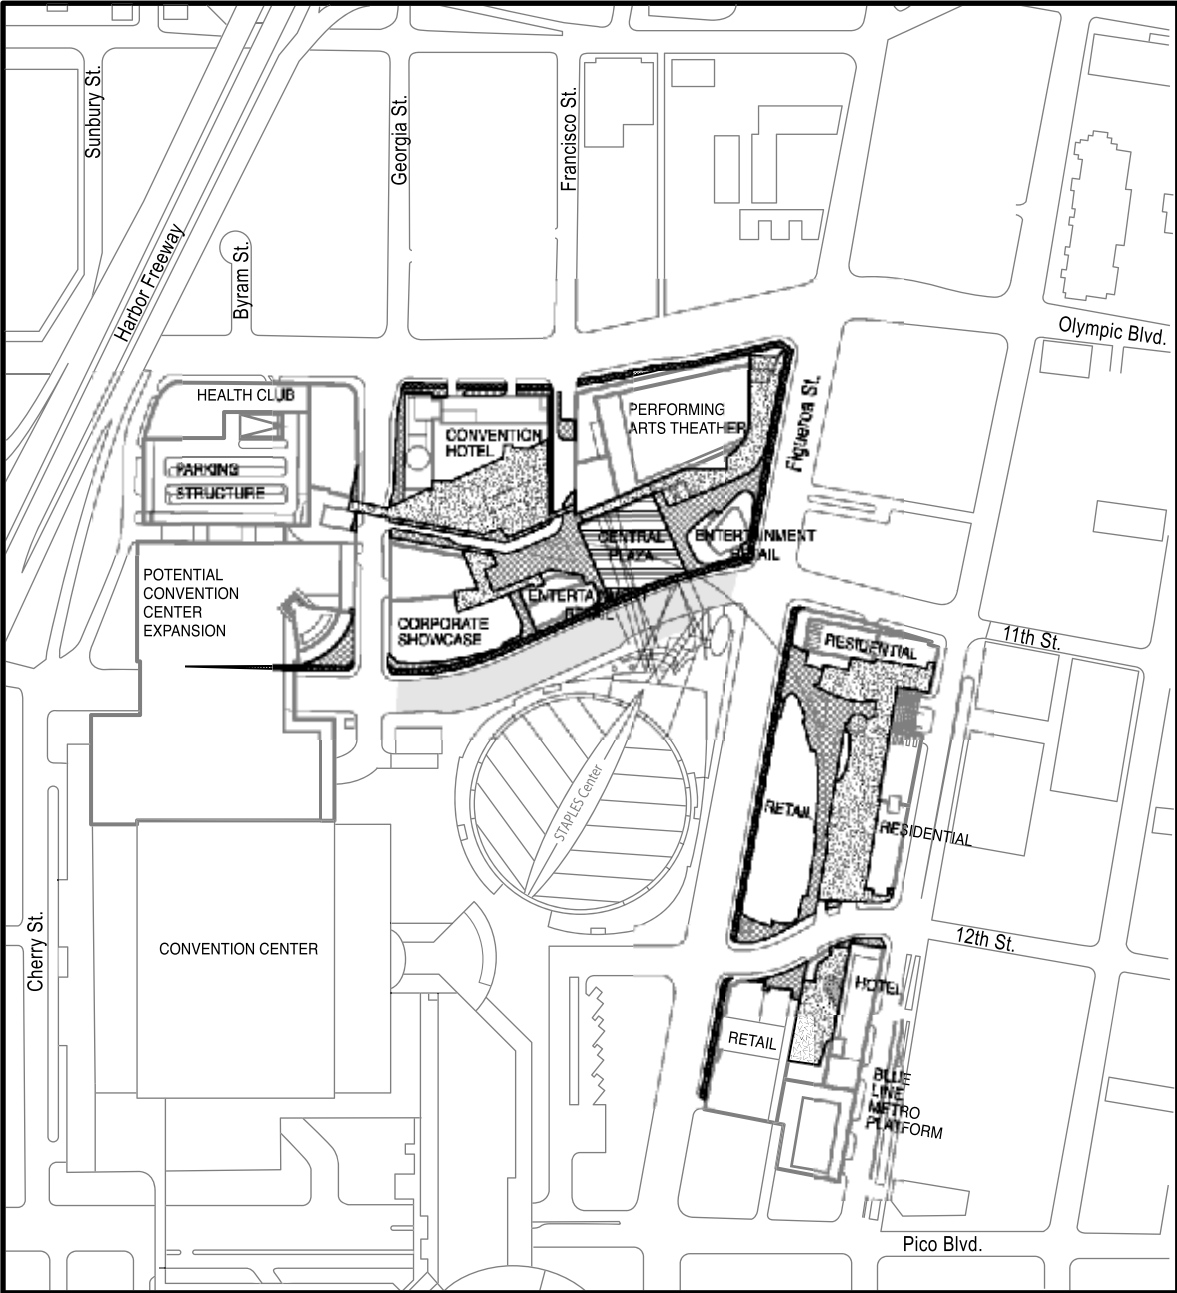 Sunbury St.
Georgia St.
Francisco St.
Harbor Freeway
Byram St.
Olympic Blvd.
HEALTH CLUB
Figueroa St.
PERFORMING
ARTS THEATHER
CONVENTION
HOTEL
PARKING
STRUCTURE
CENTRAL
PLAZA
ENTERTAINMENT
RETAIL
POTENTIAL
CONVENTION
CENTER
EXPANSION
ENTERTAINMENT
RETAIL
CORPORATE
SHOWCASE
11th St.
RESIDENTIAL
STAPLES Center
RETAIL
RESIDENTIAL
Cherry St.
CONVENTION CENTER
12th St.
HOTEL
RETAIL
BLUE
LINE
METRO
PLATFORM
Pico Blvd.